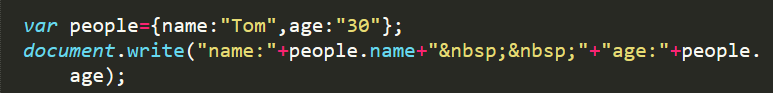 var people={name:"Tom",age:"30"};
document.write("name:"+people.name+"&nbsp;&nbsp;"+"age:"+people.
age);